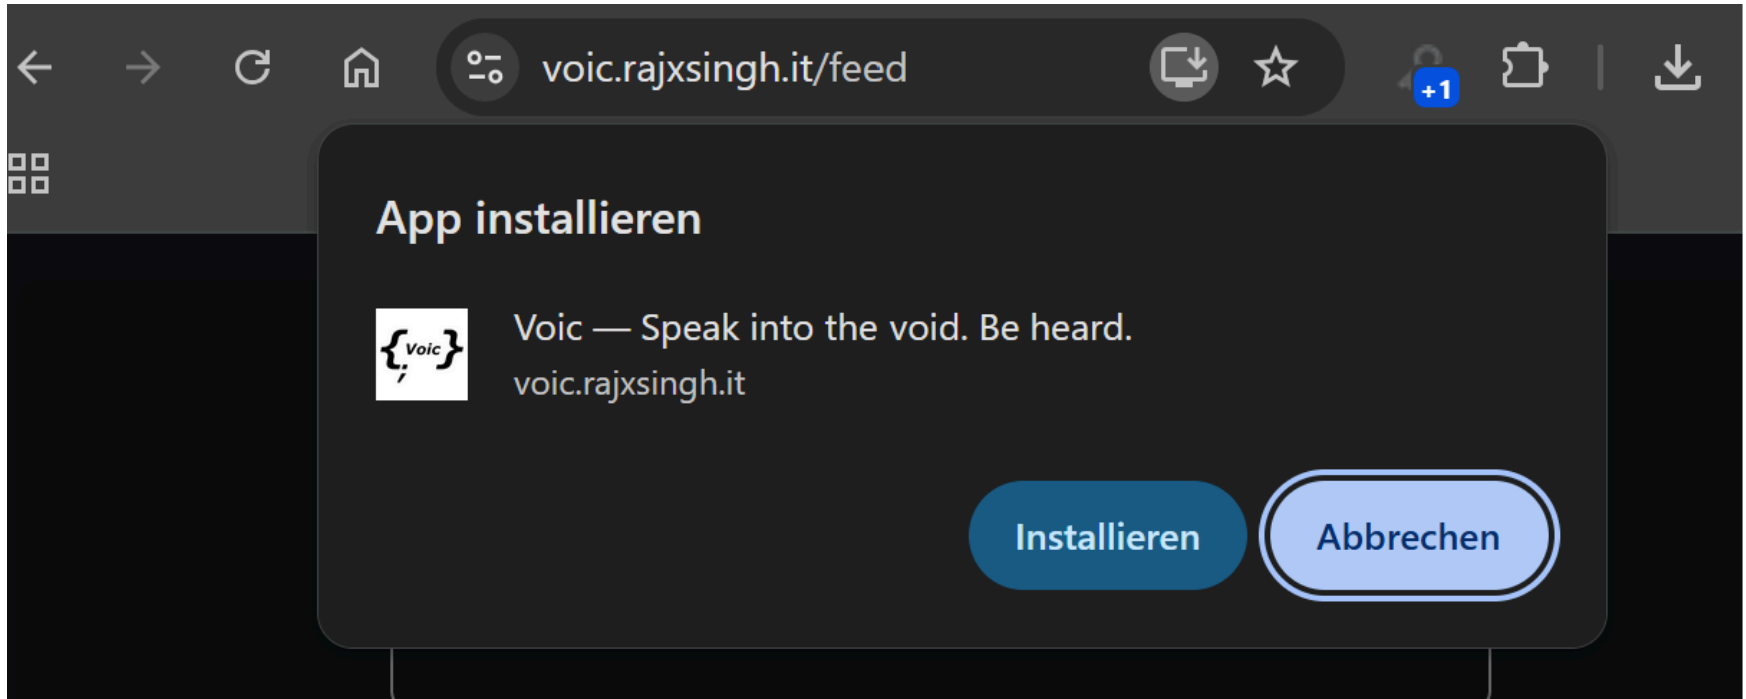 voic.rajxsingh.it/feed
+1
App installieren
{Voic}
Voic — Speak into the void. Be heard.
voic.rajxsingh.it
Installieren
Abbrechen